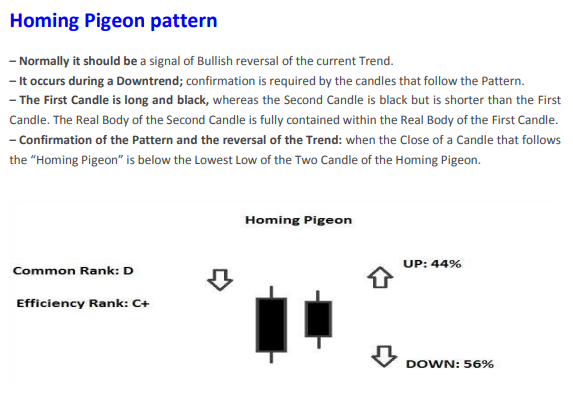 Homing Pigeon pattern
– Normally it should be a signal of Bullish reversal of the current Trend.
– It occurs during a Downtrend; confirmation is required by the candles that follow the Pattern.
– The First Candle is long and black, whereas the Second Candle is black but is shorter than the First
Candle. The Real Body of the Second Candle is fully contained within the Real Body of the First Candle.
– Confirmation of the Pattern and the reversal of the Trend: when the Close of a Candle that follows
the “Homing Pigeon” is below the Lowest Low of the Two Candle of the Homing Pigeon.
Homing Pigeon
UP: 44%
Common Rank: D
Efficiency Rank: C+
DOWN: 56%